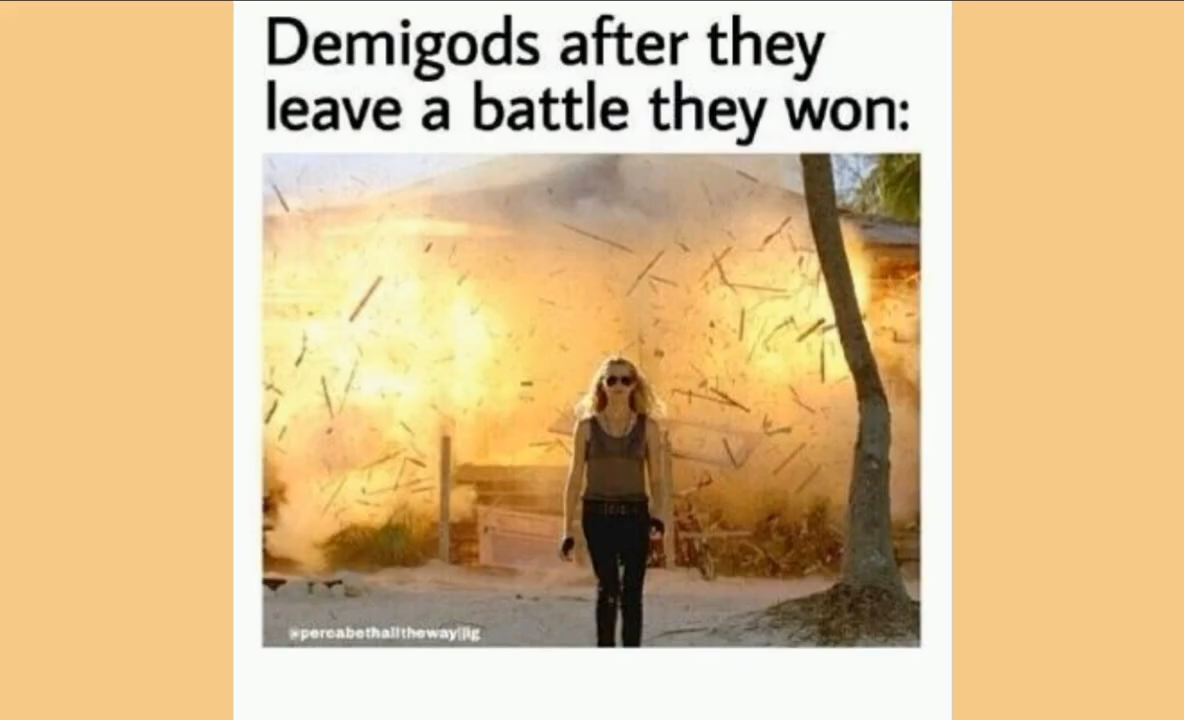 Demigods after they
leave a battle they won:
@percabethalltheway||ig